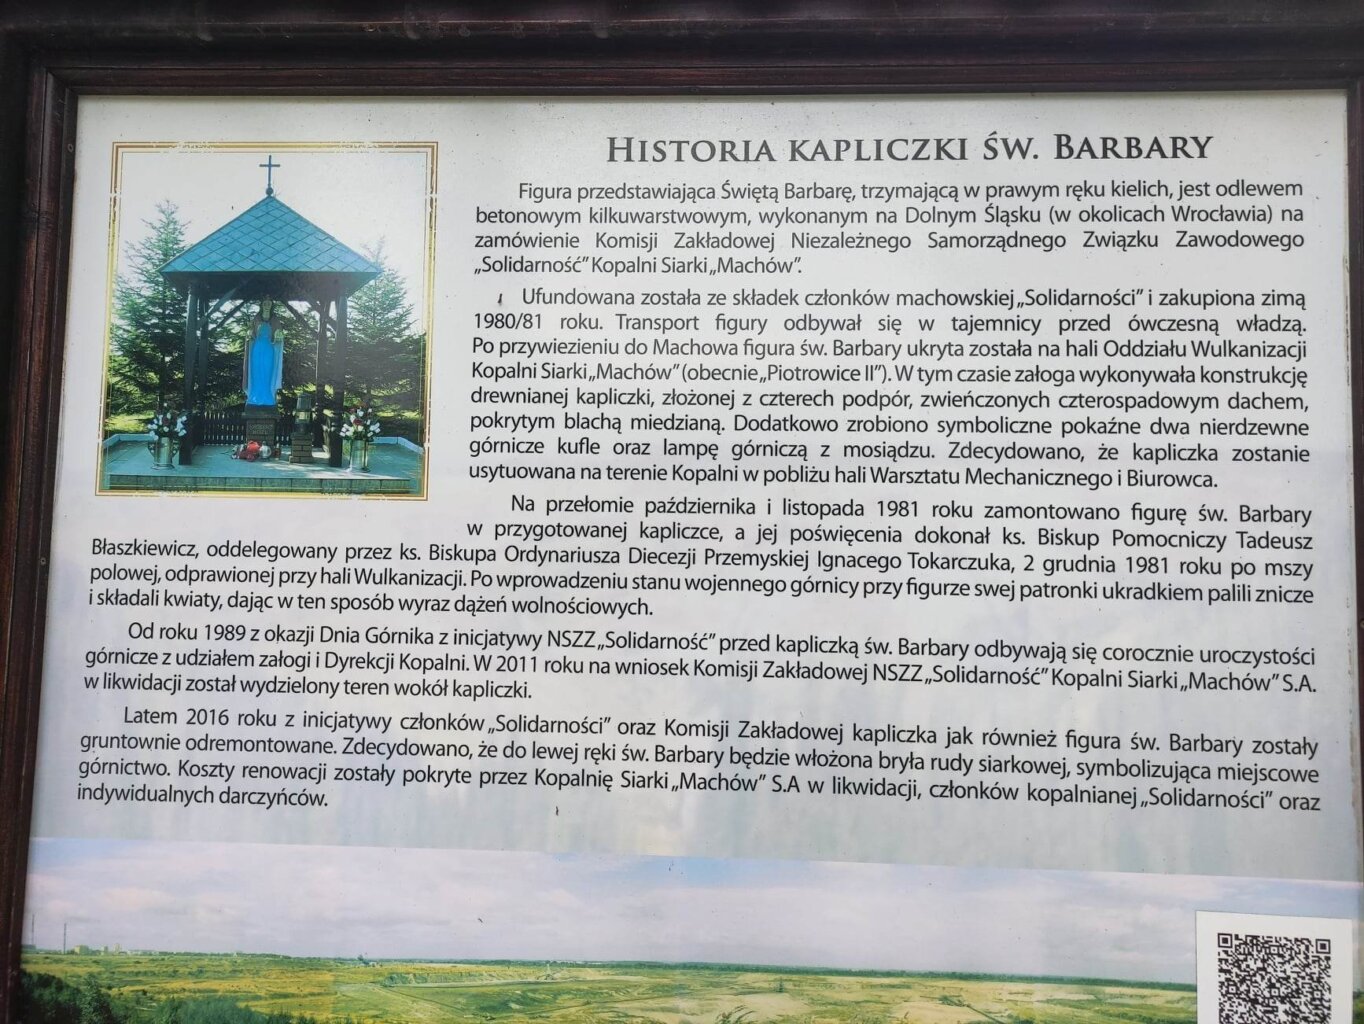 HISTORIA KAPLICZKI ŚW. BARBARY
Figura przedstawiająca Świętą Barbarę, trzymającą w prawym ręku kielich, jest odlewem
betonowym kilkuwarstwowym, wykonanym na Dolnym Śląsku (w okolicach Wrocławia) na
zamówienie Komisji Zakładowej Niezależnego Samorządnego Związku Zawodowego
„Solidarność” Kopalni Siarki „Machów”.
Ufundowana została ze składek członków machowskiej „Solidarności” i zakupiona zimą
1980/81 roku. Transport figury odbywał się w tajemnicy przed ówczesną władzą.
Po przywiezieniu do Machowa figura św. Barbary ukryta została na hali Oddziału Wulkanizacji
Kopalni Siarki „Machów” (obecnie „Piotrowice II”). W tym czasie załoga wykonywała konstrukcję
drewnianej kapliczki, złożonej z czterech podpór, zwieńczonych czterospadowym dachem,
pokrytym blachą miedzianą. Dodatkowo zrobiono symboliczne pokaźne dwa nierdzewne
górnicze kufle oraz lampę górniczą z mosiądzu. Zdecydowano, że kapliczka zostanie
usytuowana na terenie Kopalni w pobliżu hali Warsztatu Mechanicznego i Biurowca.
Na przełomie października i listopada 1981 roku zamontowano figurę św. Barbary
w przygotowanej kapliczce, a jej poświęcenia dokonał ks. Biskup Pomocniczy Tadeusz
Błaszkiewicz, oddelegowany przez ks. Biskupa Ordynariusza Diecezji Przemyskiej Ignacego Tokarczuka, 2 grudnia 1981 roku po mszy
polowej, odprawionej przy hali Wulkanizacji. Po wprowadzeniu stanu wojennego górnicy przy figurze swej patronki ukradkiem palili znicze
i składali kwiaty, dając w ten sposób wyraz dążeń wolnościowych.
Od roku 1989 z okazji Dnia Górnika z inicjatywy NSZZ „Solidarność” przed kapliczką św. Barbary odbywają się corocznie uroczystości
górnicze z udziałem załogi i Dyrekcji Kopalni. W 2011 roku na wniosek Komisji Zakładowej NSZZ „Solidarność” Kopalni Siarki „Machów” S.A.
w likwidacji został wydzielony teren wokół kapliczki.
Latem 2016 roku z inicjatywy członków „Solidarności” oraz Komisji Zakładowej kapliczka jak również figura św. Barbary zostały
gruntownie odremontowane. Zdecydowano, że do lewej ręki św. Barbary będzie włożona bryła rudy siarkowej, symbolizująca miejscowe
górnictwo. Koszty renowacji zostały pokryte przez Kopalnię Siarki „Machów” S.A w likwidacji, członków kopalnianej „Solidarności” oraz
indywidualnych darczyńców.